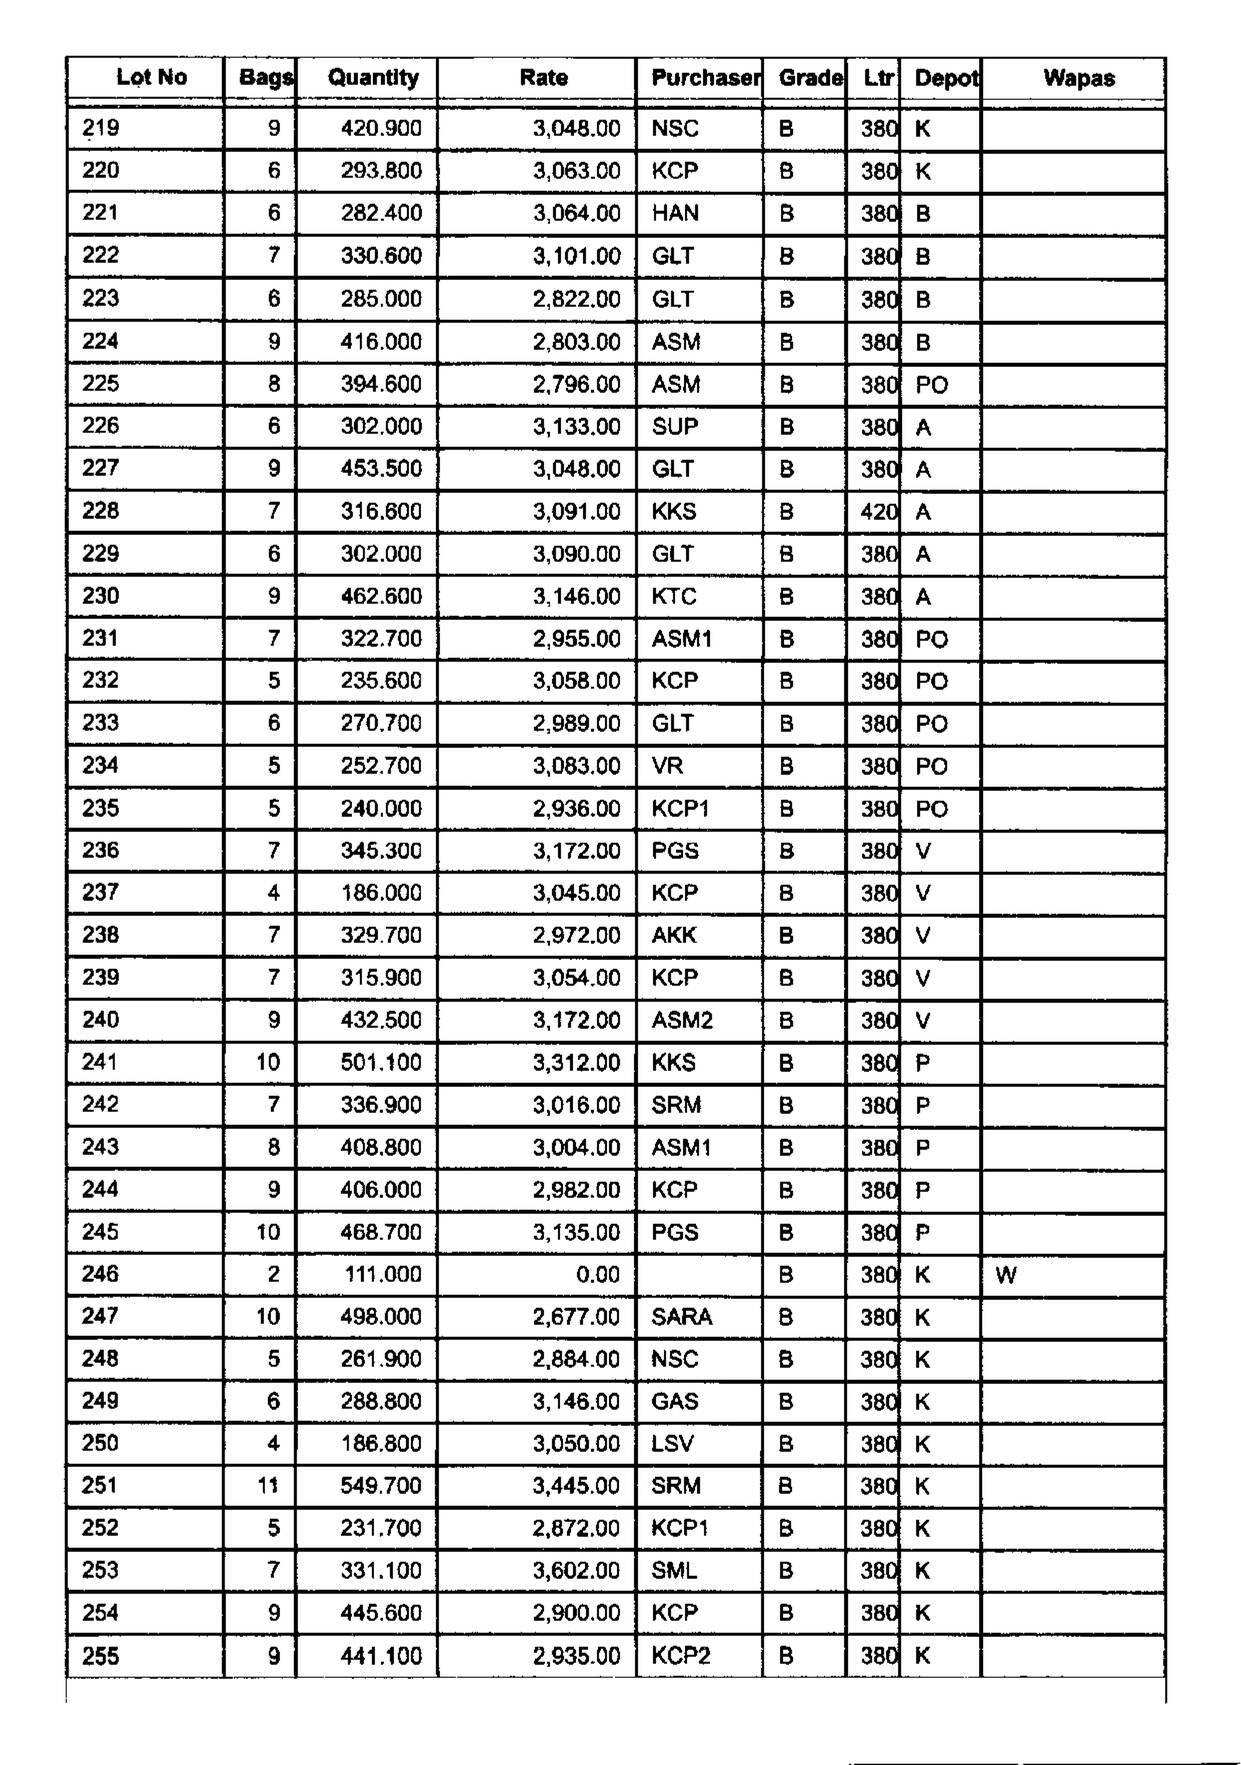 Lot No Bags Quantity Rate Purchaser Grade Ltr Depot Wapas
219 9 420.900 3,048.00 NSC B 380 K
220 6 293.800 3,063.00 KCP B 380 K
221 6 282.400 3,064.00 HAN B 380 B
222 7 330.600 3,101.00 GLT B 380 B
223 6 285.000 2,822.00 GLT B 380 B
224 9 416.000 2,803.00 ASM B 380 B
225 8 394.600 2,796.00 ASM B 380 PO
226 6 302.000 3,133.00 SUP B 380 A
227 9 453.500 3,048.00 GLT B 380 A
228 7 316.600 3,091.00 KKS B 420 A
229 6 302.000 3,090.00 GLT B 380 A
230 9 462.600 3,146.00 KTC B 380 A
231 7 322.700 2,955.00 ASM1 B 380 PO
232 5 235.600 3,058.00 KCP B 380 PO
233 6 270.700 2,989.00 GLT B 380 PO
234 5 252.700 3,083.00 VR B 380 PO
235 5 240.000 2,936.00 KCP1 B 380 PO
236 7 345.300 3,172.00 PGS B 380 V
237 4 186.000 3,045.00 KCP B 380 V
238 7 329.700 2,972.00 AKK B 380 V
239 7 315.900 3,054.00 KCP B 380 V
240 9 432.500 3,172.00 ASM2 B 380 V
241 10 501.100 3,312.00 KKS B 380 P
242 7 336.900 3,016.00 SRM B 380 P
243 8 408.800 3,004.00 ASM1 B 380 P
244 9 406.000 2,982.00 KCP B 380 P
245 10 468.700 3,135.00 PGS B 380 P
246 2 111.000 0.00 B 380 K W
247 10 498.000 2,677.00 SARA B 380 K
248 5 261.900 2,884.00 NSC B 380 K
249 6 288.800 3,146.00 GAS B 380 K
250 4 186.800 3,050.00 LSV B 380 K
251 11 549.700 3,445.00 SRM B 380 K
252 5 231.700 2,872.00 KCP1 B 380 K
253 7 331.100 3,602.00 SML B 380 K
254 9 445.600 2,900.00 KCP B 380 K
255 9 441.100 2,935.00 KCP2 B 380 K